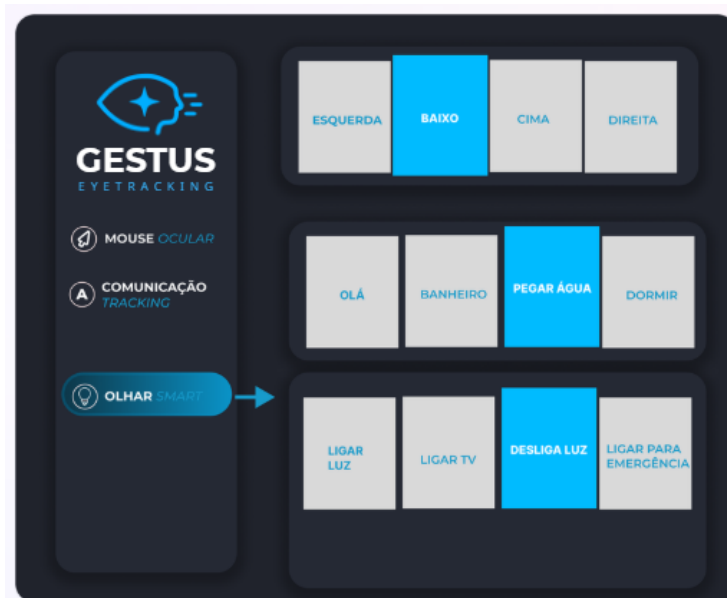 GESTUS
EYETRACKING
MOUSE OCULAR
A
COMUNICAÇÃO
TRACKING
OLHAR SMART
ESQUERDA
BAIXO
CIMA
DIREITA
OLÁ
BANHEIRO
PEGAR ÁGUA
DORMIR
LIGAR
LUZ
LIGAR TV
DESLIGA LUZ
LIGAR PARA
EMERGÊNCIA